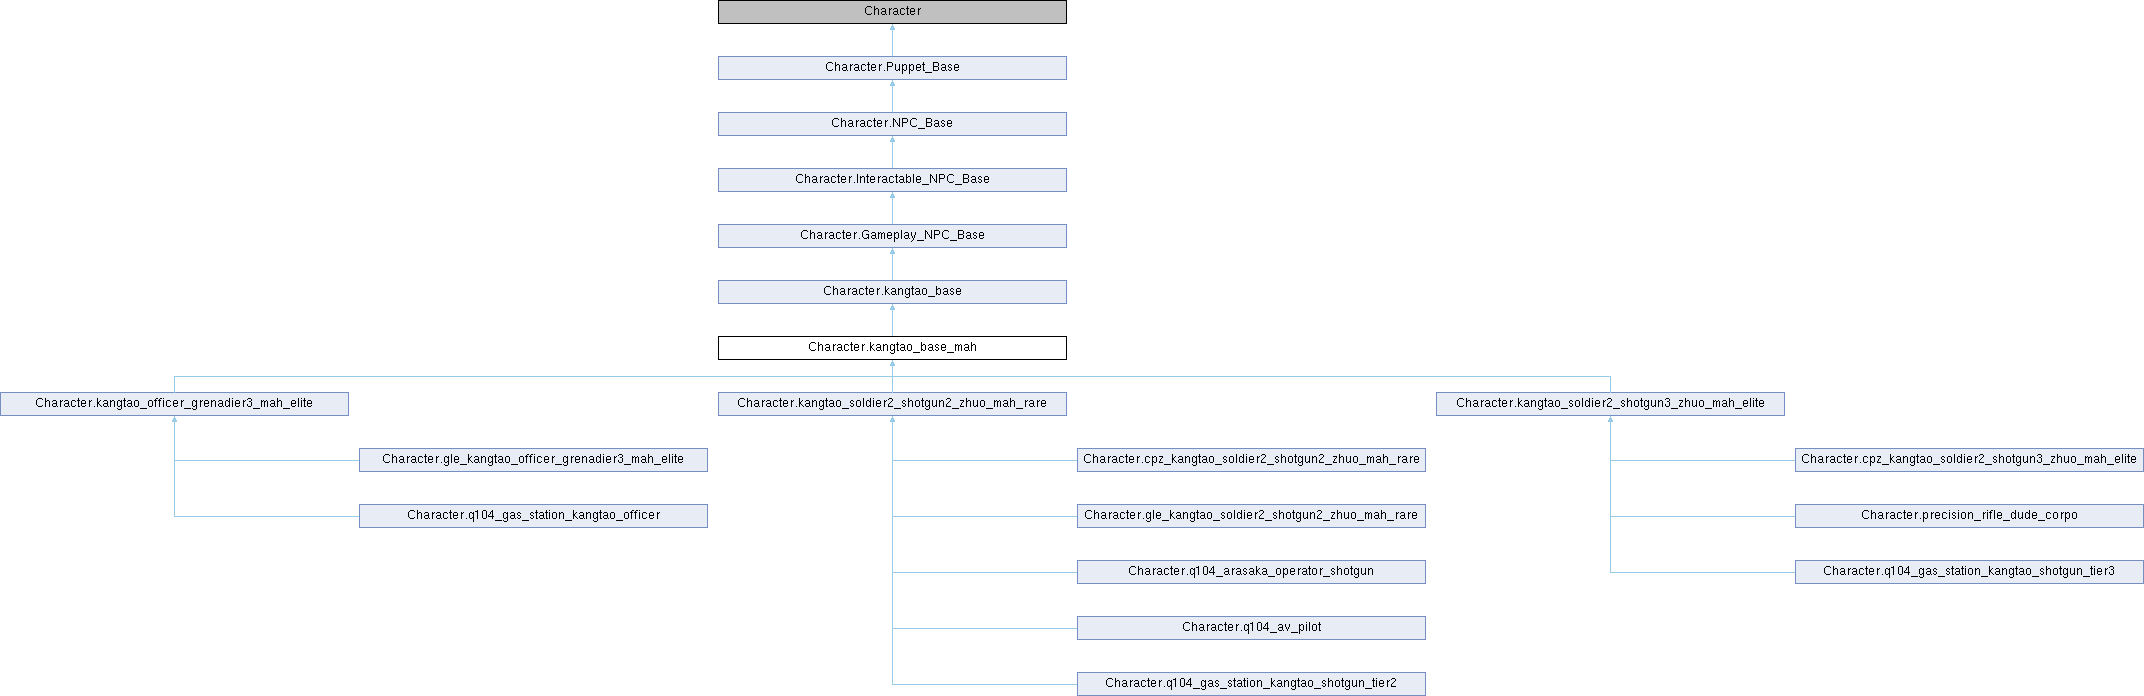 Character
Character.Puppet_Base
Character.NPC_Base
Character.Interactable_NPC_Base
Character.Gameplay_NPC_Base
Character.kangtao_base
Character.kangtao_base_mah
Character.kangtao_officer_grenadier3_mah_elite
Character.kangtao_soldier2_shotgun2_zhuo_mah_rare
Character.kangtao_soldier2_shotgun3_zhuo_mah_elite
Character.gle_kangtao_officer_grenadier3_mah_elite
Character.cpz_kangtao_soldier2_shotgun2_zhuo_mah_rare
Character.cpz_kangtao_soldier2_shotgun3_zhuo_mah_elite
Character.q104_gas_station_kangtao_officer
Character.gle_kangtao_soldier2_shotgun2_zhuo_mah_rare
Character.precision_rifle_dude_corpo
Character.q104_arasaka_operator_shotgun
Character.q104_gas_station_kangtao_shotgun_tier3
Character.q104_av_pilot
Character.q104_gas_station_kangtao_shotgun_tier2